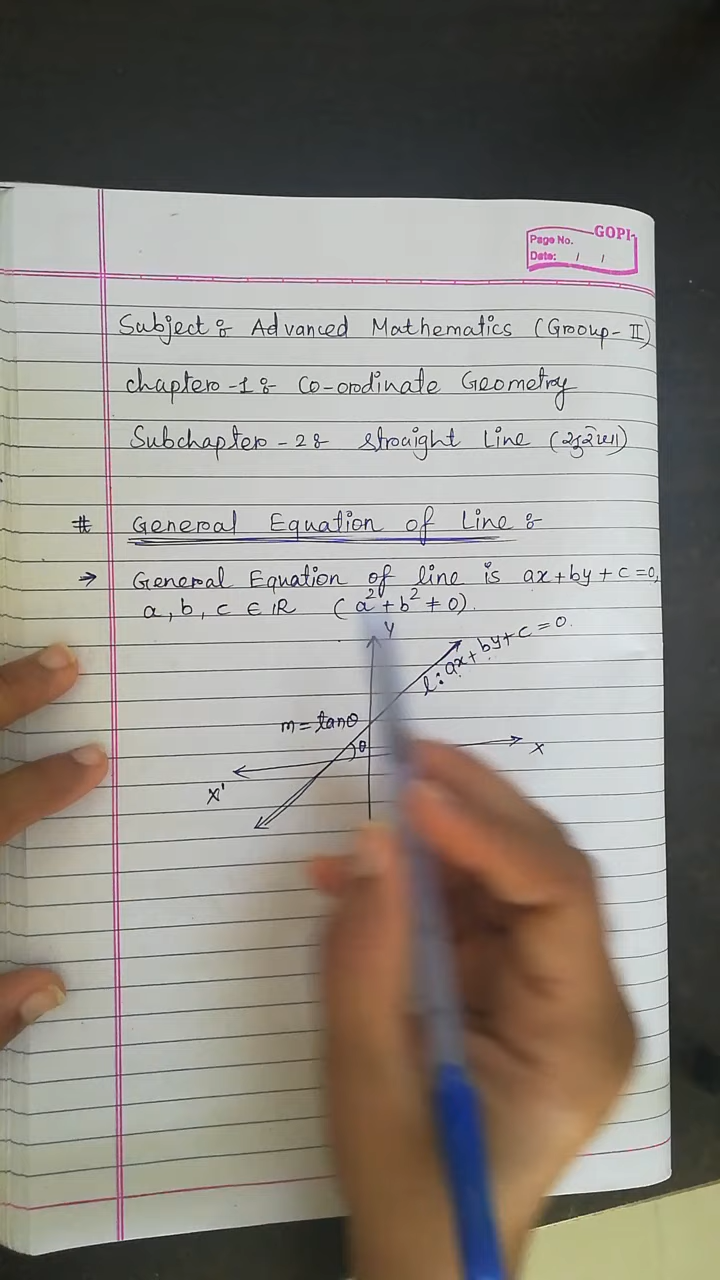 GOPI
Page No.
Date: / /
Subject : Advanced Mathematics (Group - II)
chapter - 1 : Co-ordinate Geometry
Subchapter - 2 : straight Line (સુરેખા)
# General Equation of Line :
→ General Equation of line is ax + by + c = 0,
a, b, c ∈ IR (a² + b² ≠ 0).
Y
l : ax + by + c = 0.
m = tanθ
θ
X
X'